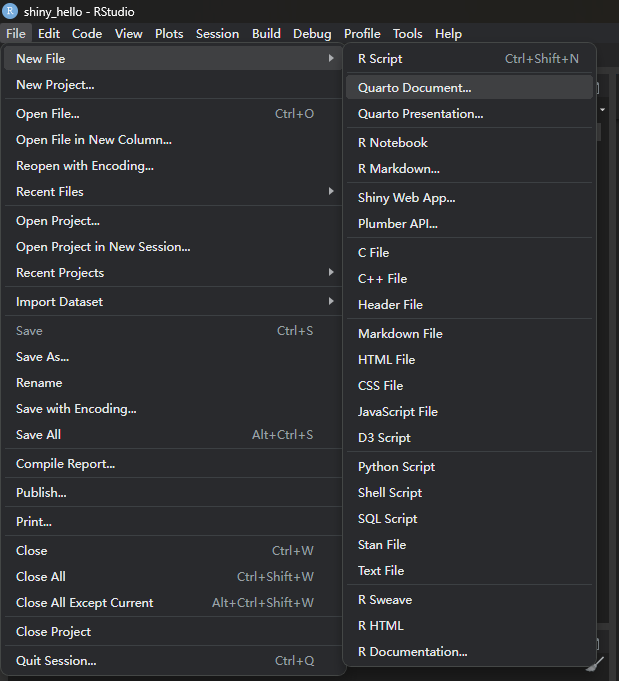 shiny_hello - RStudio
File Edit Code View Plots Session Build Debug Profile Tools Help
New File
New Project...
Open File... Ctrl+O
Open File in New Column...
Reopen with Encoding...
Recent Files
Open Project...
Open Project in New Session...
Recent Projects
Import Dataset
Save Ctrl+S
Save As...
Rename
Save with Encoding...
Save All Alt+Ctrl+S
Compile Report...
Publish...
Print...
Close Ctrl+W
Close All Ctrl+Shift+W
Close All Except Current Alt+Ctrl+Shift+W
Close Project
Quit Session... Ctrl+Q
R Script Ctrl+Shift+N
Quarto Document...
Quarto Presentation...
R Notebook
R Markdown...
Shiny Web App...
Plumber API...
C File
C++ File
Header File
Markdown File
HTML File
CSS File
JavaScript File
D3 Script
Python Script
Shell Script
SQL Script
Stan File
Text File
R Sweave
R HTML
R Documentation...